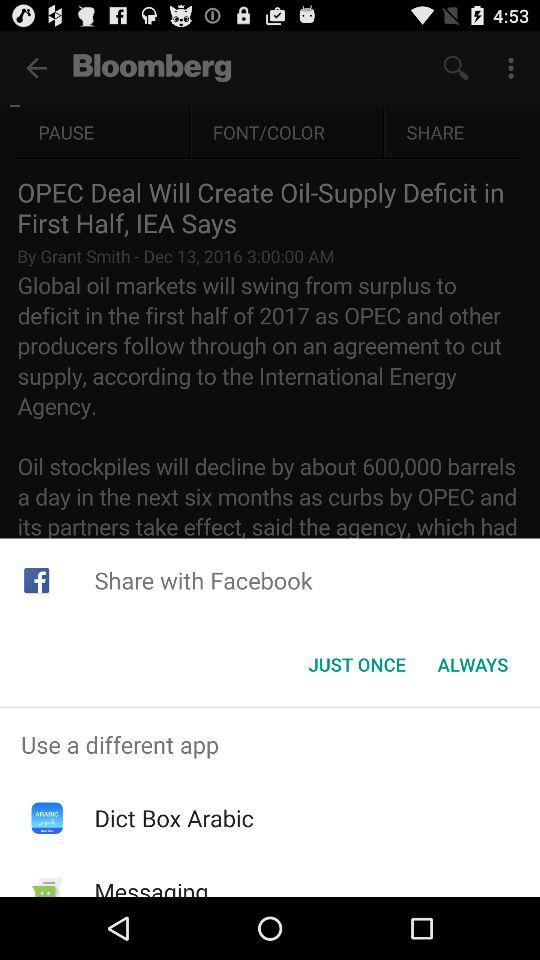 4:53
Bloomberg
PAUSE FONT/COLOR SHARE
OPEC Deal Will Create Oil-Supply Deficit in
First Half, IEA Says
By Grant Smith - Dec 13, 2016 3:00:00 AM
Global oil markets will swing from surplus to
deficit in the first half of 2017 as OPEC and other
producers follow through on an agreement to cut
supply, according to the International Energy
Agency.
Oil stockpiles will decline by about 600,000 barrels
a day in the next six months as curbs by OPEC and
its partners take effect, said the agency, which had
Share with Facebook
JUST ONCE ALWAYS
Use a different app
ARABIC
Dict Box Arabic
Messaging